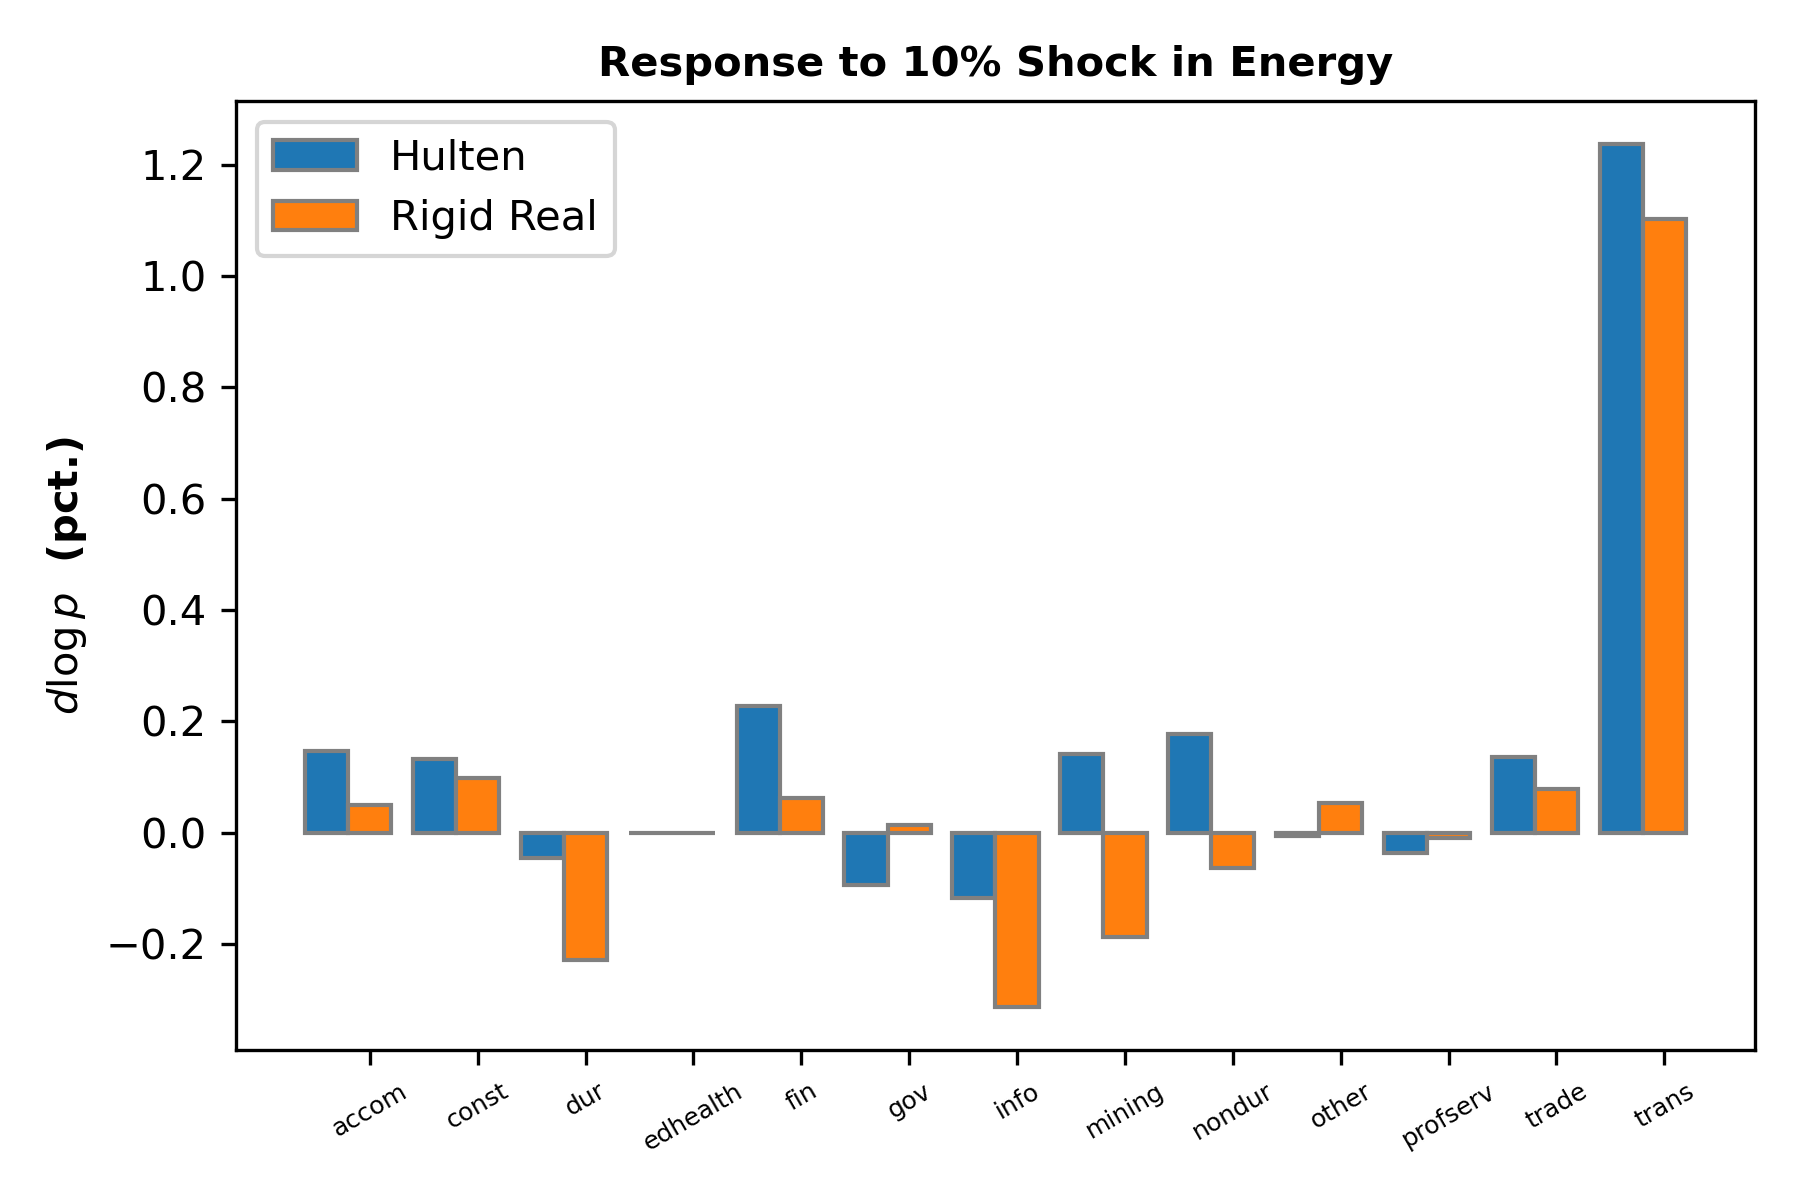 Response to 10% Shock in Energy
Hulten
Rigid Real
d log p (pct.)
1.2
1.0
0.8
0.6
0.4
0.2
0.0
−0.2
accom
const
dur
edhealth
fin
gov
info
mining
nondur
other
profserv
trade
trans